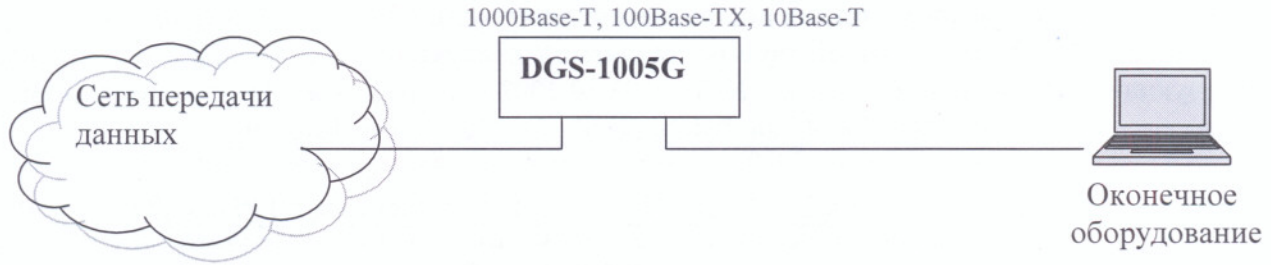 1000Base-T, 100Base-TX, 10Base-T
DGS-1005G
Сеть передачи
данных
Оконечное
оборудование